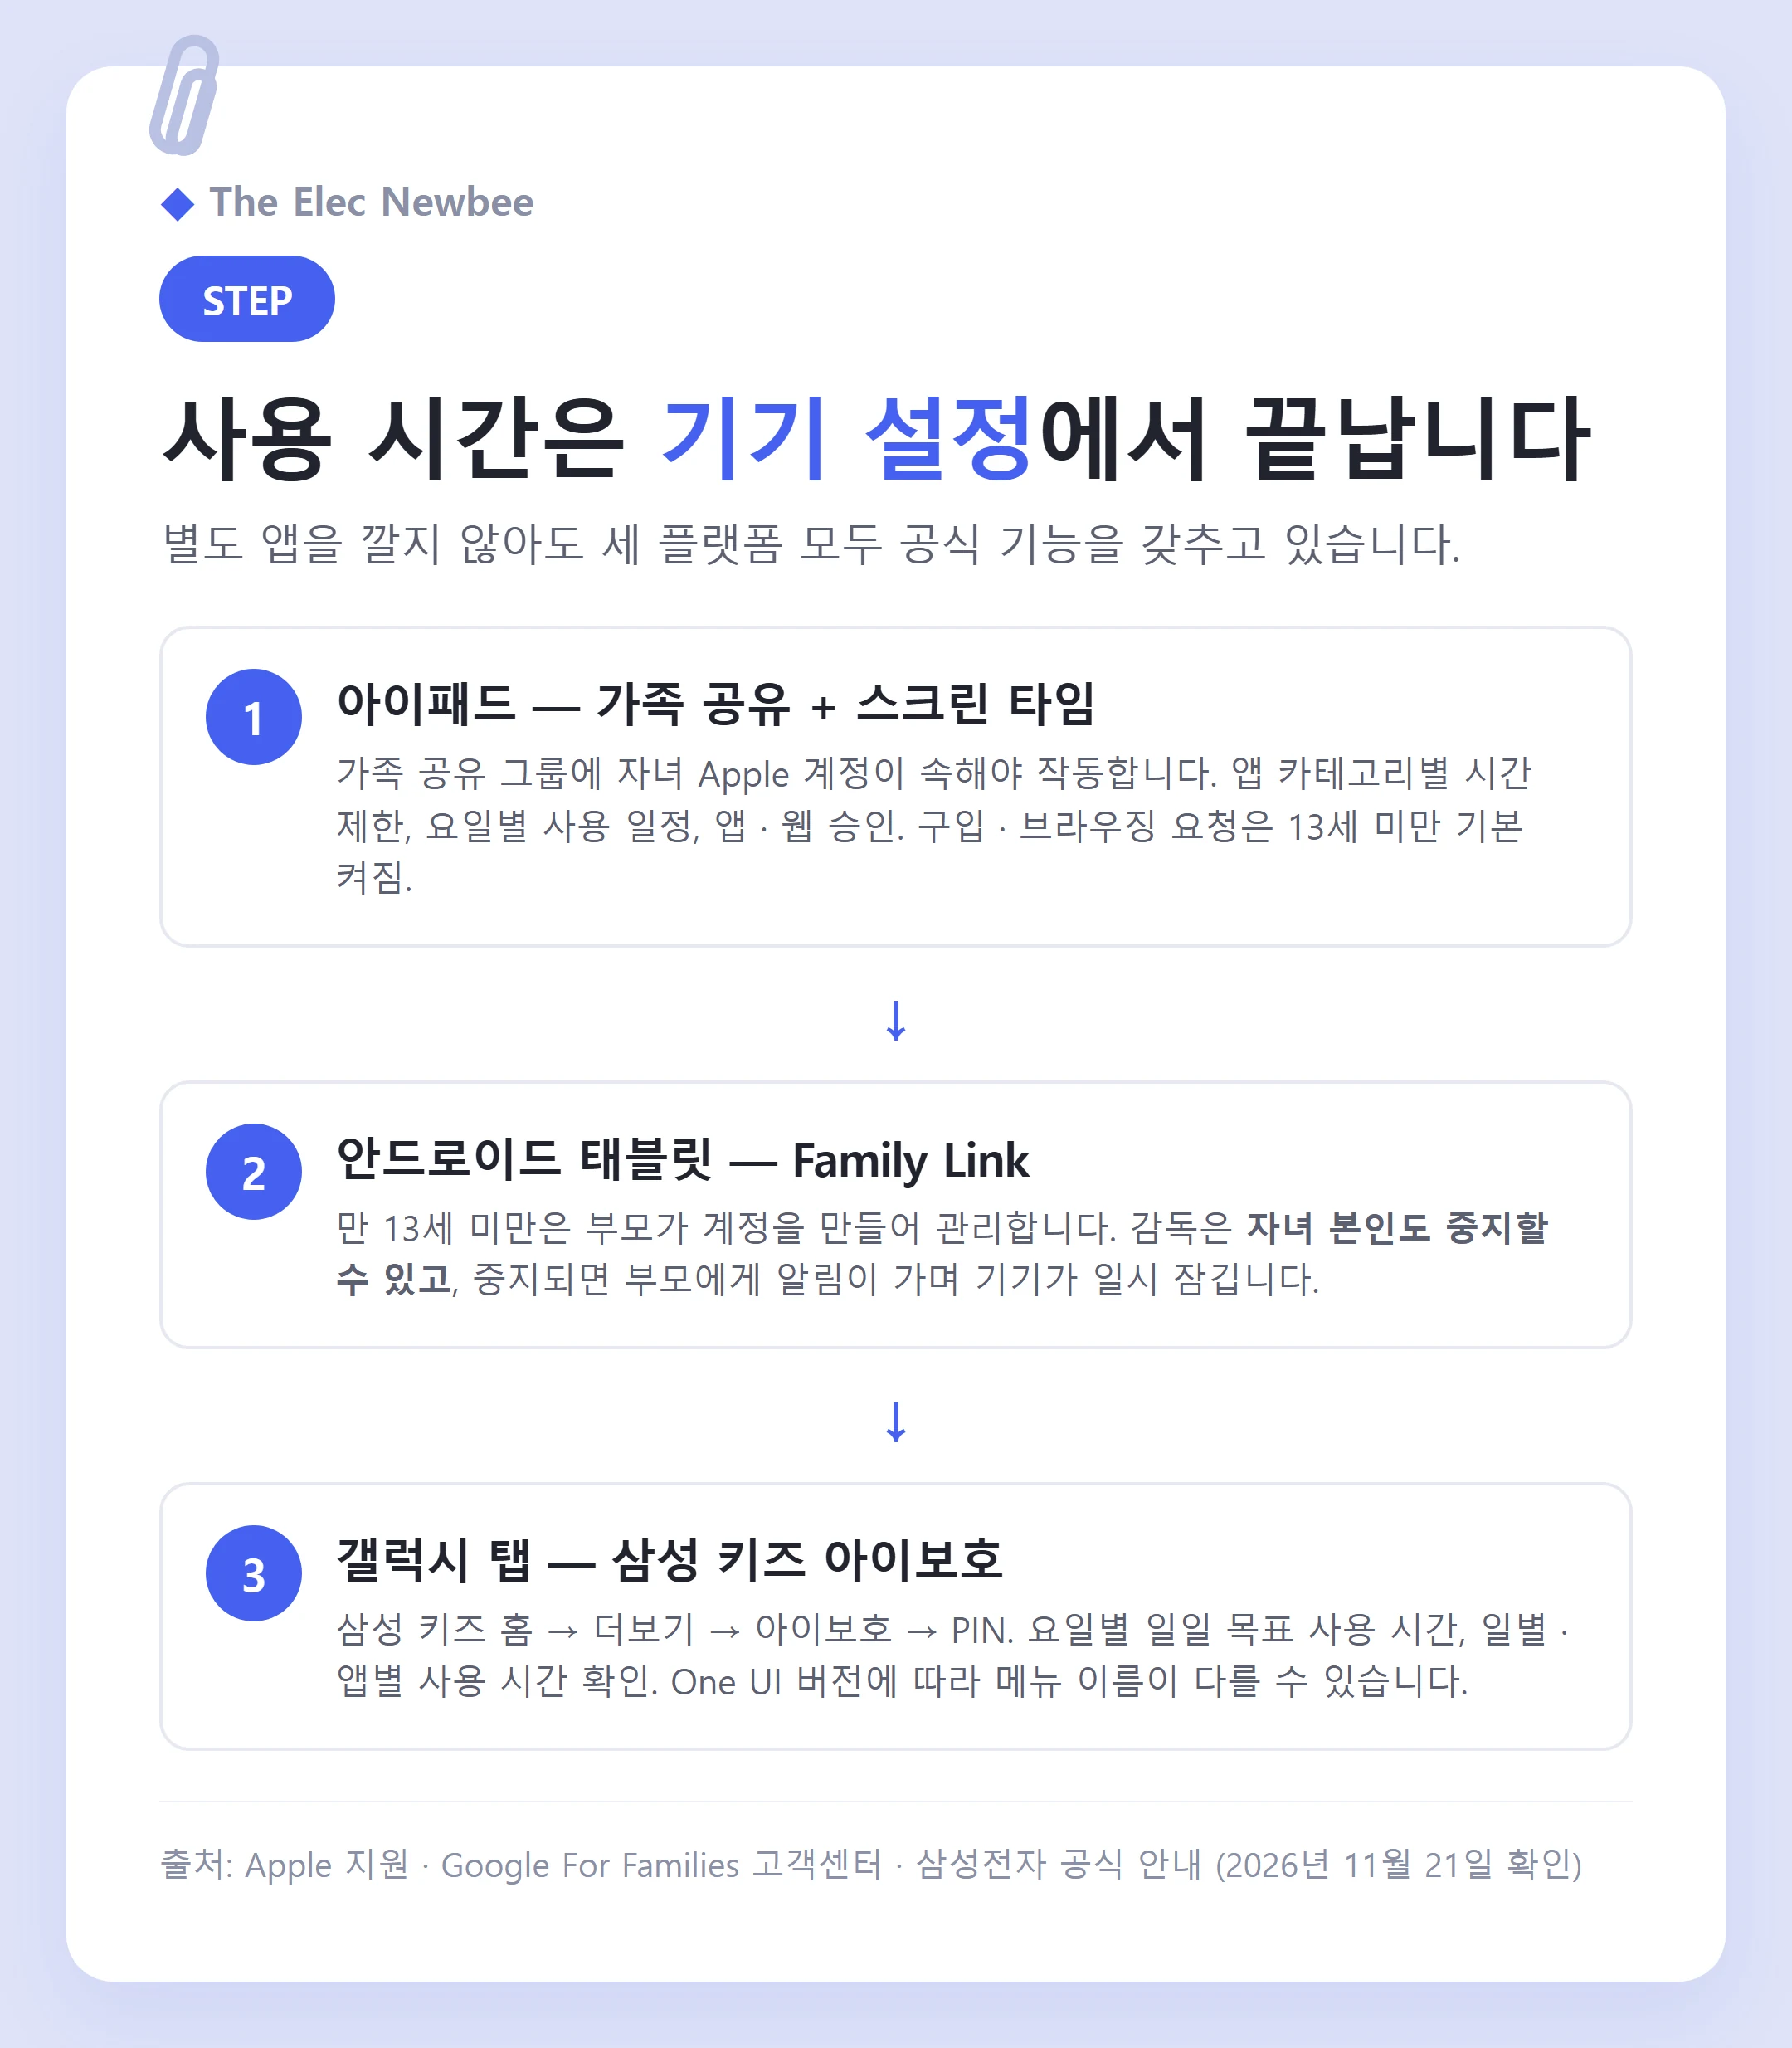 ◆ The Elec Newbee
STEP
사용 시간은 기기 설정에서 끝납니다
별도 앱을 깔지 않아도 세 플랫폼 모두 공식 기능을 갖추고 있습니다.
1
아이패드 — 가족 공유 + 스크린 타임
가족 공유 그룹에 자녀 Apple 계정이 속해야 작동합니다. 앱 카테고리별 시간
제한, 요일별 사용 일정, 앱 · 웹 승인. 구입 · 브라우징 요청은 13세 미만 기본
켜짐.
↓
2
안드로이드 태블릿 — Family Link
만 13세 미만은 부모가 계정을 만들어 관리합니다. 감독은 자녀 본인도 중지할
수 있고, 중지되면 부모에게 알림이 가며 기기가 일시 잠깁니다.
↓
3
갤럭시 탭 — 삼성 키즈 아이보호
삼성 키즈 홈 → 더보기 → 아이보호 → PIN. 요일별 일일 목표 사용 시간, 일별 ·
앱별 사용 시간 확인. One UI 버전에 따라 메뉴 이름이 다를 수 있습니다.
출처: Apple 지원 · Google For Families 고객센터 · 삼성전자 공식 안내 (2026년 11월 21일 확인)